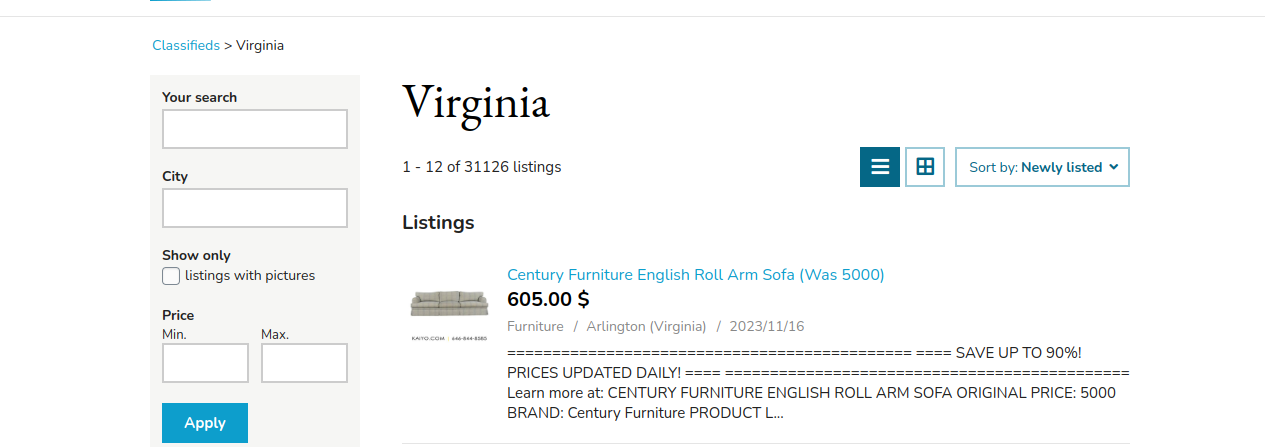 Classifieds > Virginia
Your search
City
Show only
listings with pictures
Price
Min.
Max.
Apply
Virginia
1 - 12 of 31126 listings
Sort by: Newly listed
Listings
Century Furniture English Roll Arm Sofa (Was 5000)
605.00 $
Furniture / Arlington (Virginia) / 2023/11/16
============================================= ==== SAVE UP TO 90%!
PRICES UPDATED DAILY! ==== =============================================
Learn more at: CENTURY FURNITURE ENGLISH ROLL ARM SOFA ORIGINAL PRICE: 5000
BRAND: Century Furniture PRODUCT L...
KAIYO.COM | 646-844-8585